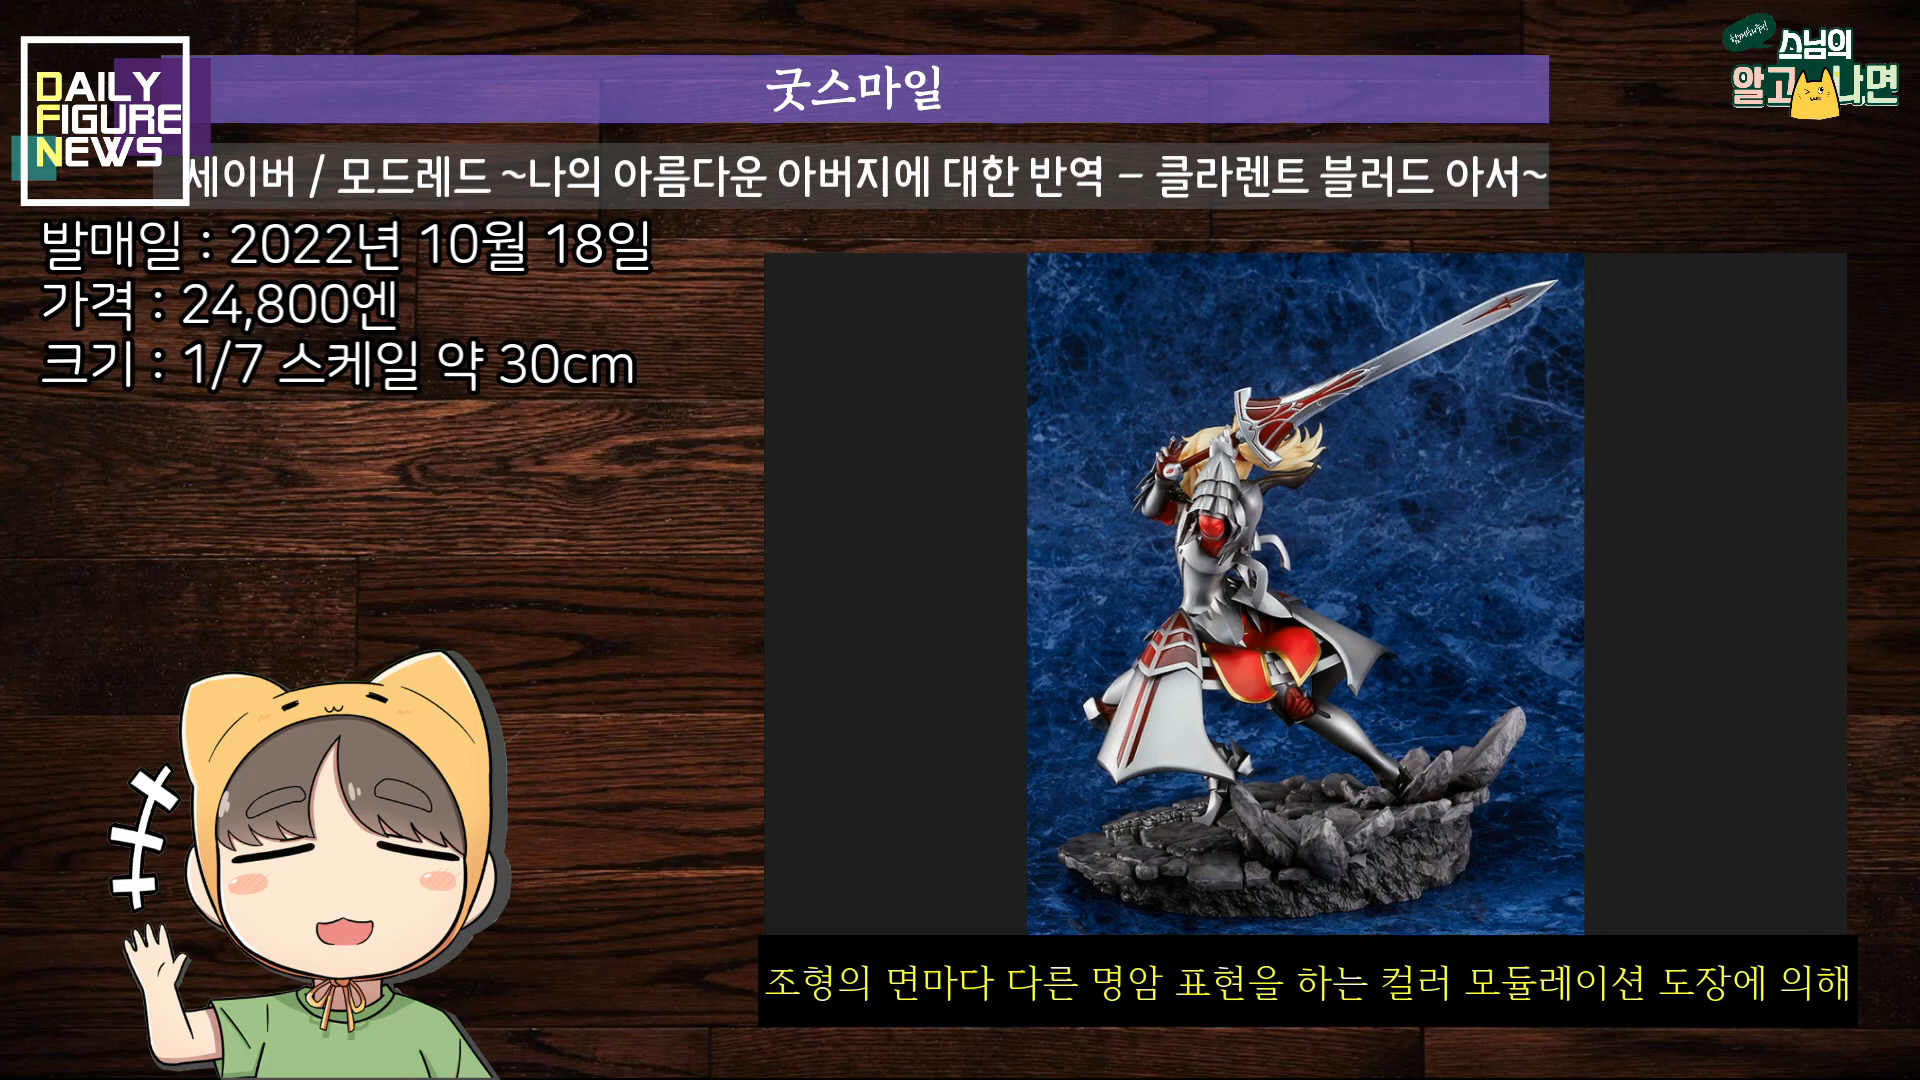 DAILY
FIGURE
NEWS
굿스마일
스님의
알고
나면
세이버 / 모드레드 ~나의 아름다운 아버지에 대한 반역 – 클라렌트 블러드 아서~
발매일 : 2022년 10월 18일
가격 : 24,800엔
크기 : 1/7 스케일 약 30cm
조형의 면마다 다른 명암 표현을 하는 컬러 모듈레이션 도장에 의해